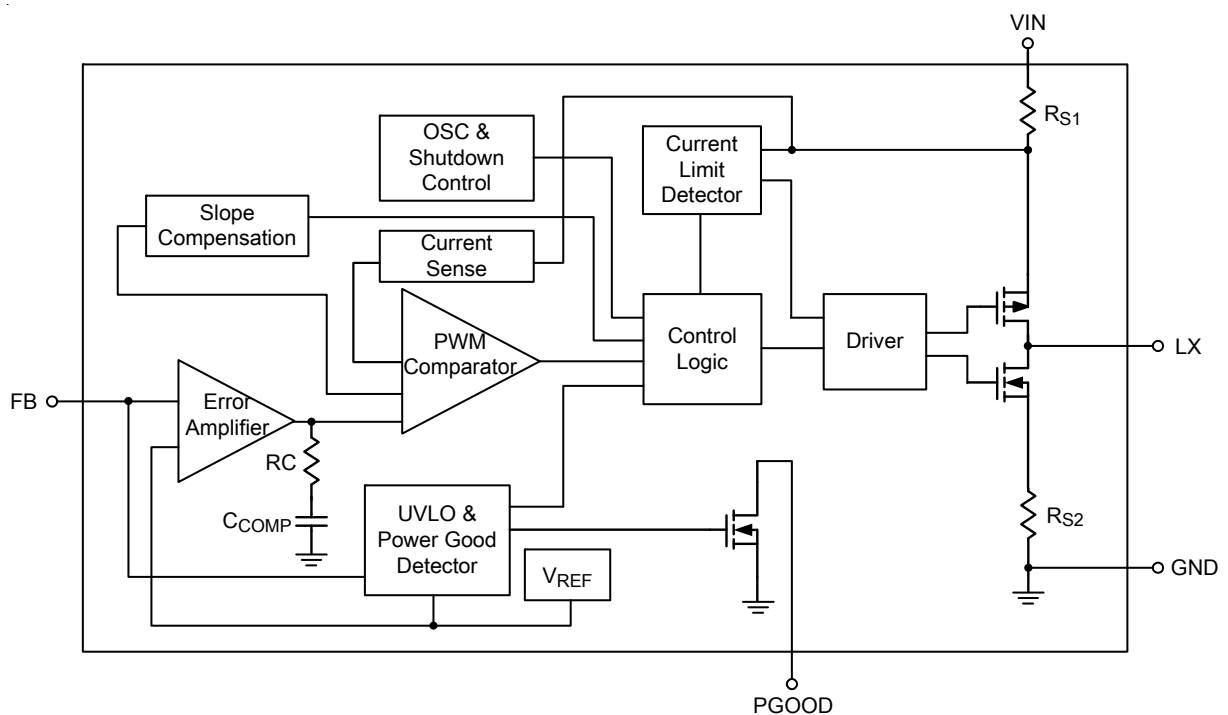 VIN
RS1
OSC &
Shutdown
Control
Current
Limit
Detector
Slope
Compensation
Current
Sense
PWM
Comparator
Control
Logic
Driver
LX
FB
Error
Amplifier
RC
CCOMP
UVLO &
Power Good
Detector
VREF
RS2
GND
PGOOD